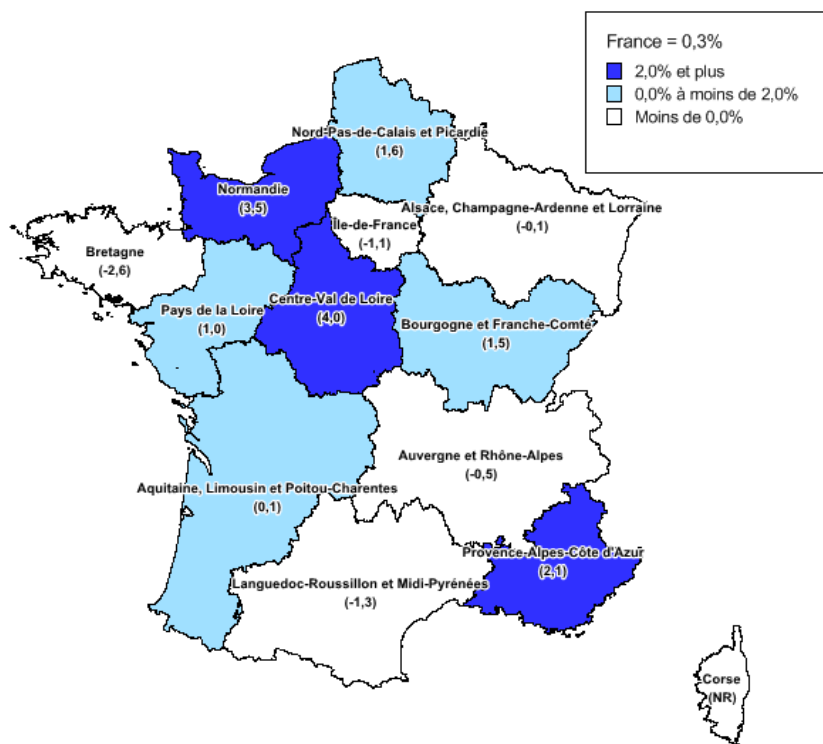 France = 0,3%
2,0% et plus
0,0% à moins de 2,0%
Moins de 0,0%
Nord-Pas-de-Calais et Picardie
(1,6)
Normandie
(3,5)
Île-de-France
(-1,1)
Alsace, Champagne-Ardenne et Lorraine
(-0,1)
Bretagne
(-2,6)
Pays de la Loire
(1,0)
Centre-Val de Loire
(4,0)
Bourgogne et Franche-Comté
(1,5)
Auvergne et Rhône-Alpes
(-0,5)
Aquitaine, Limousin et Poitou-Charentes
(0,1)
Provence-Alpes-Côte d'Azur
(2,1)
Languedoc-Roussillon et Midi-Pyrénées
(-1,3)
Corse
(NR)